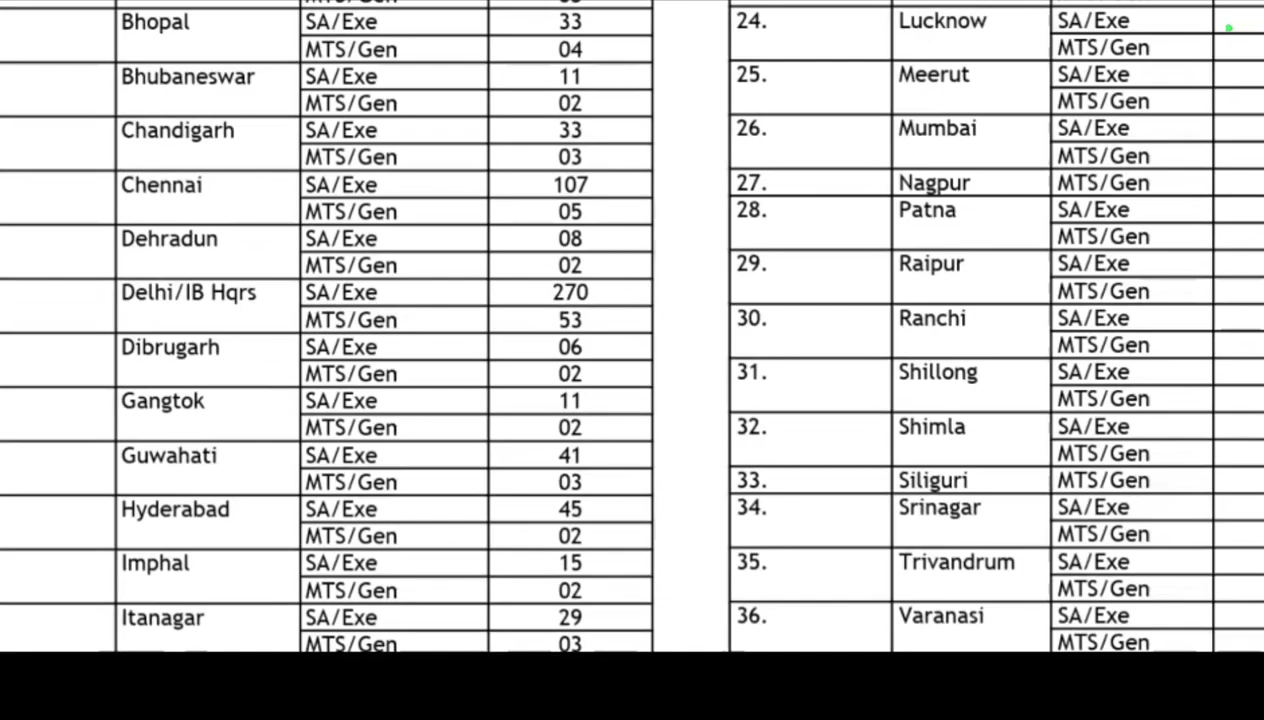 Bhopal SA/Exe 33
MTS/Gen 04
Bhubaneswar SA/Exe 11
MTS/Gen 02
Chandigarh SA/Exe 33
MTS/Gen 03
Chennai SA/Exe 107
MTS/Gen 05
Dehradun SA/Exe 08
MTS/Gen 02
Delhi/IB Hqrs SA/Exe 270
MTS/Gen 53
Dibrugarh SA/Exe 06
MTS/Gen 02
Gangtok SA/Exe 11
MTS/Gen 02
Guwahati SA/Exe 41
MTS/Gen 03
Hyderabad SA/Exe 45
MTS/Gen 02
Imphal SA/Exe 15
MTS/Gen 02
Itanagar SA/Exe 29
MTS/Gen 03
24. Lucknow SA/Exe
MTS/Gen
25. Meerut SA/Exe
MTS/Gen
26. Mumbai SA/Exe
MTS/Gen
27. Nagpur MTS/Gen
28. Patna SA/Exe
MTS/Gen
29. Raipur SA/Exe
MTS/Gen
30. Ranchi SA/Exe
MTS/Gen
31. Shillong SA/Exe
MTS/Gen
32. Shimla SA/Exe
MTS/Gen
33. Siliguri MTS/Gen
34. Srinagar SA/Exe
MTS/Gen
35. Trivandrum SA/Exe
MTS/Gen
36. Varanasi SA/Exe
MTS/Gen